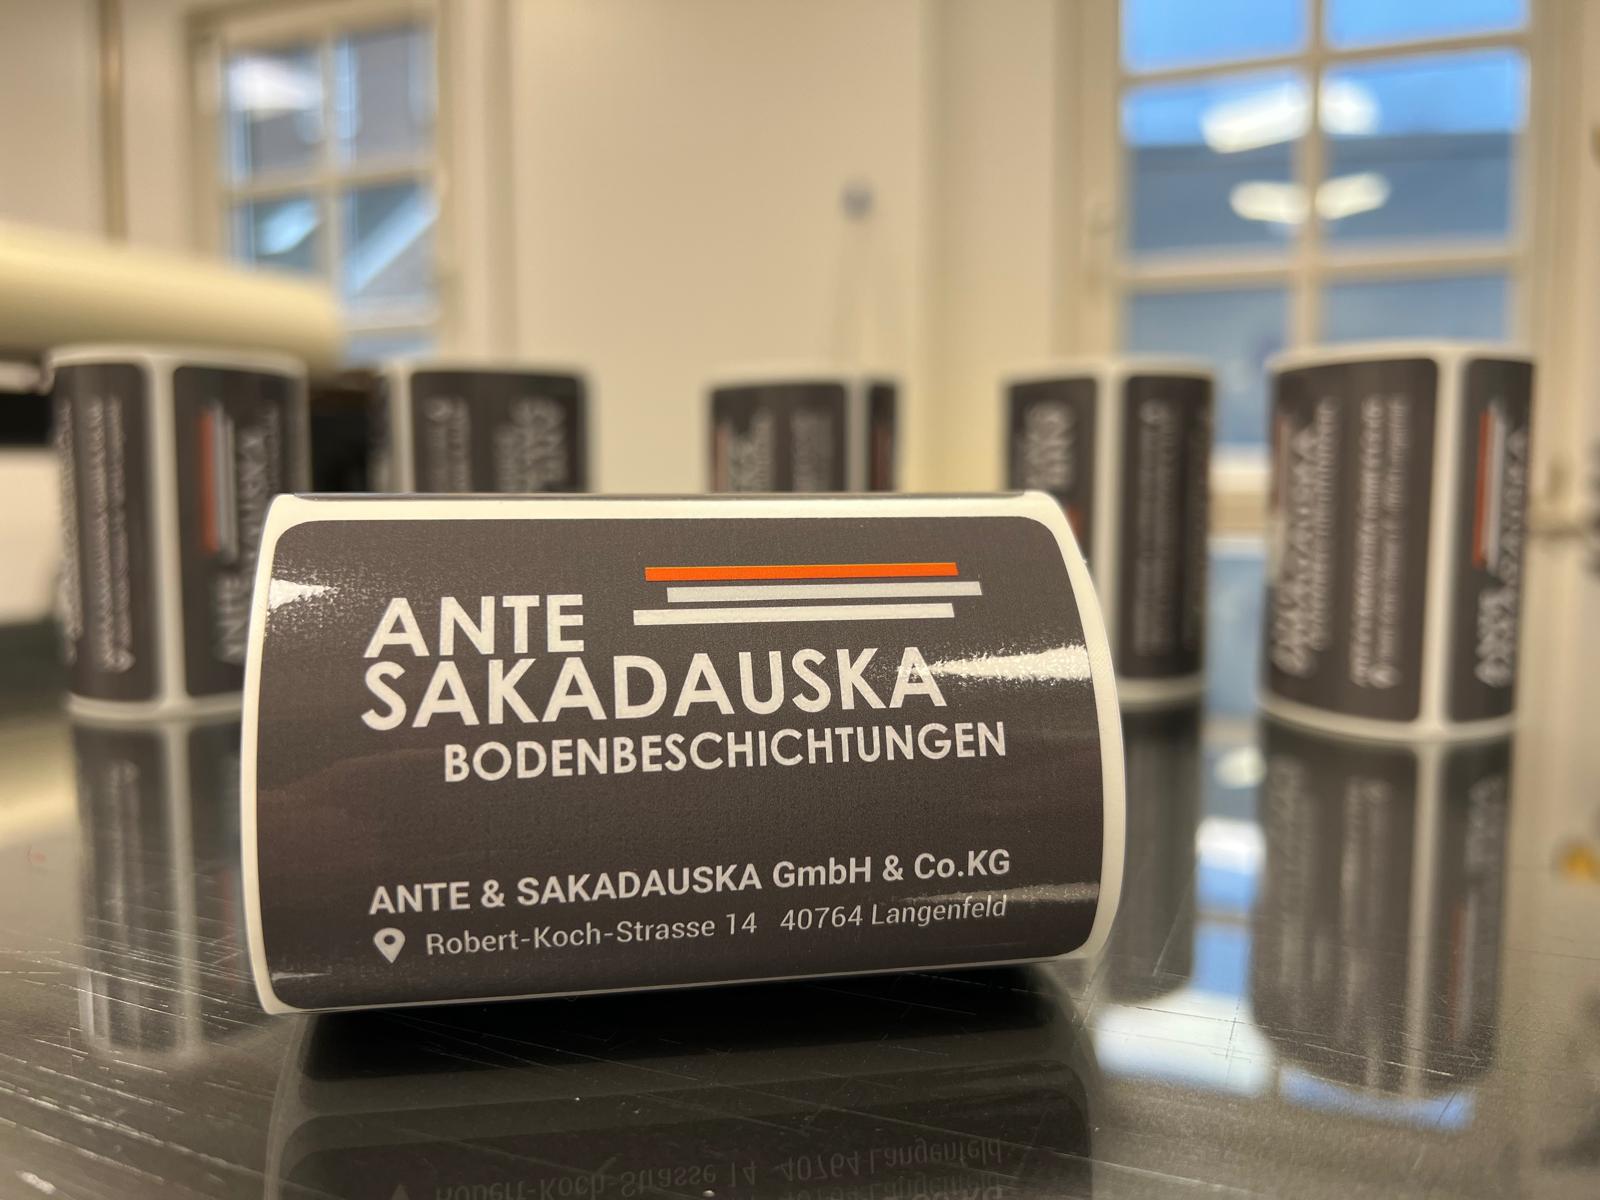 ANTE
SAKADAUSKA
BODENBESCHICHTUNGEN
ANTE & SAKADAUSKA GmbH & Co.KG
Robert-Koch-Strasse 14 40764 Langenfeld